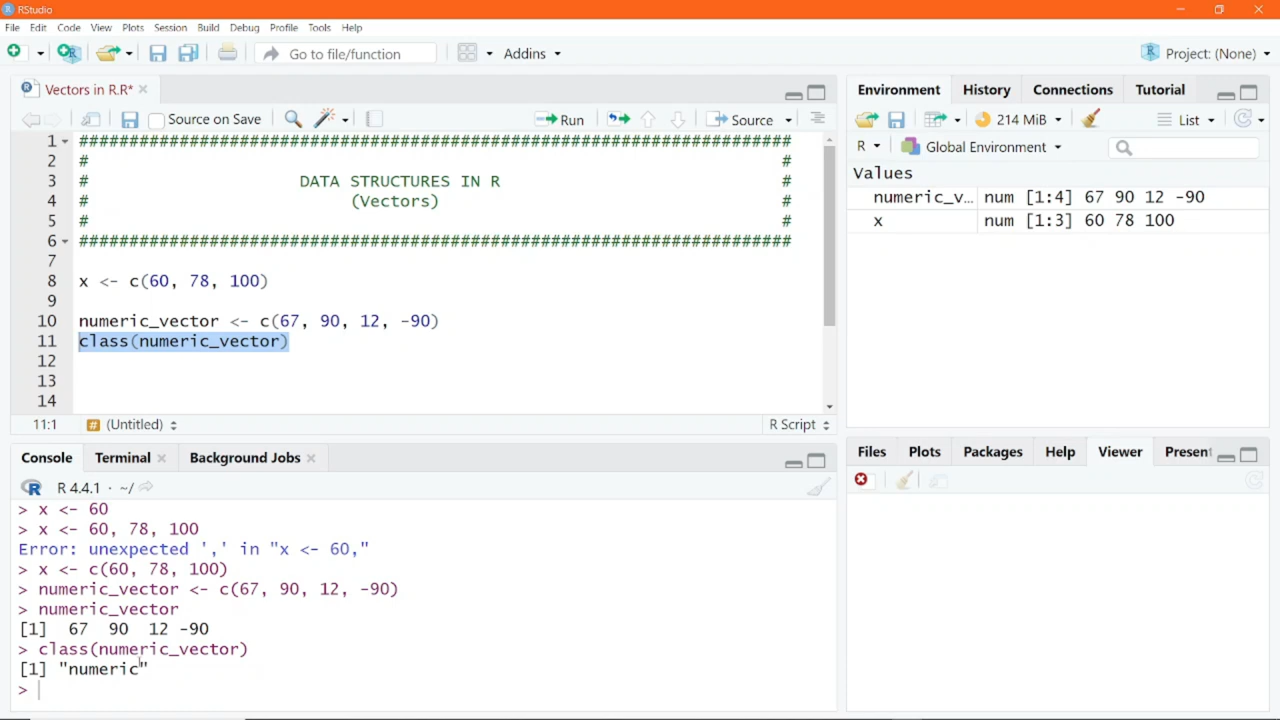 RStudio
File Edit Code View Plots Session Build Debug Profile Tools Help
Go to file/function Addins Project: (None)
Vectors in R.R*
Source on Save Run Source
1 #######################################################################
2 # #
3 # DATA STRUCTURES IN R #
4 # (Vectors) #
5 # #
6 #######################################################################
7
8 x <- c(60, 78, 100)
9
10 numeric_vector <- c(67, 90, 12, -90)
11 class(numeric_vector)
12
13
14
11:1 # (Untitled) R Script
Console Terminal Background Jobs
R R 4.4.1 · ~/
> x <- 60
> x <- 60, 78, 100
Error: unexpected ',' in "x <- 60,"
> x <- c(60, 78, 100)
> numeric_vector <- c(67, 90, 12, -90)
> numeric_vector
[1]  67  90  12 -90
> class(numeric_vector)
[1] "numeric"
>
Environment History Connections Tutorial
214 MiB List
R Global Environment
Values
numeric_v… num [1:4] 67 90 12 -90
x num [1:3] 60 78 100
Files Plots Packages Help Viewer Present